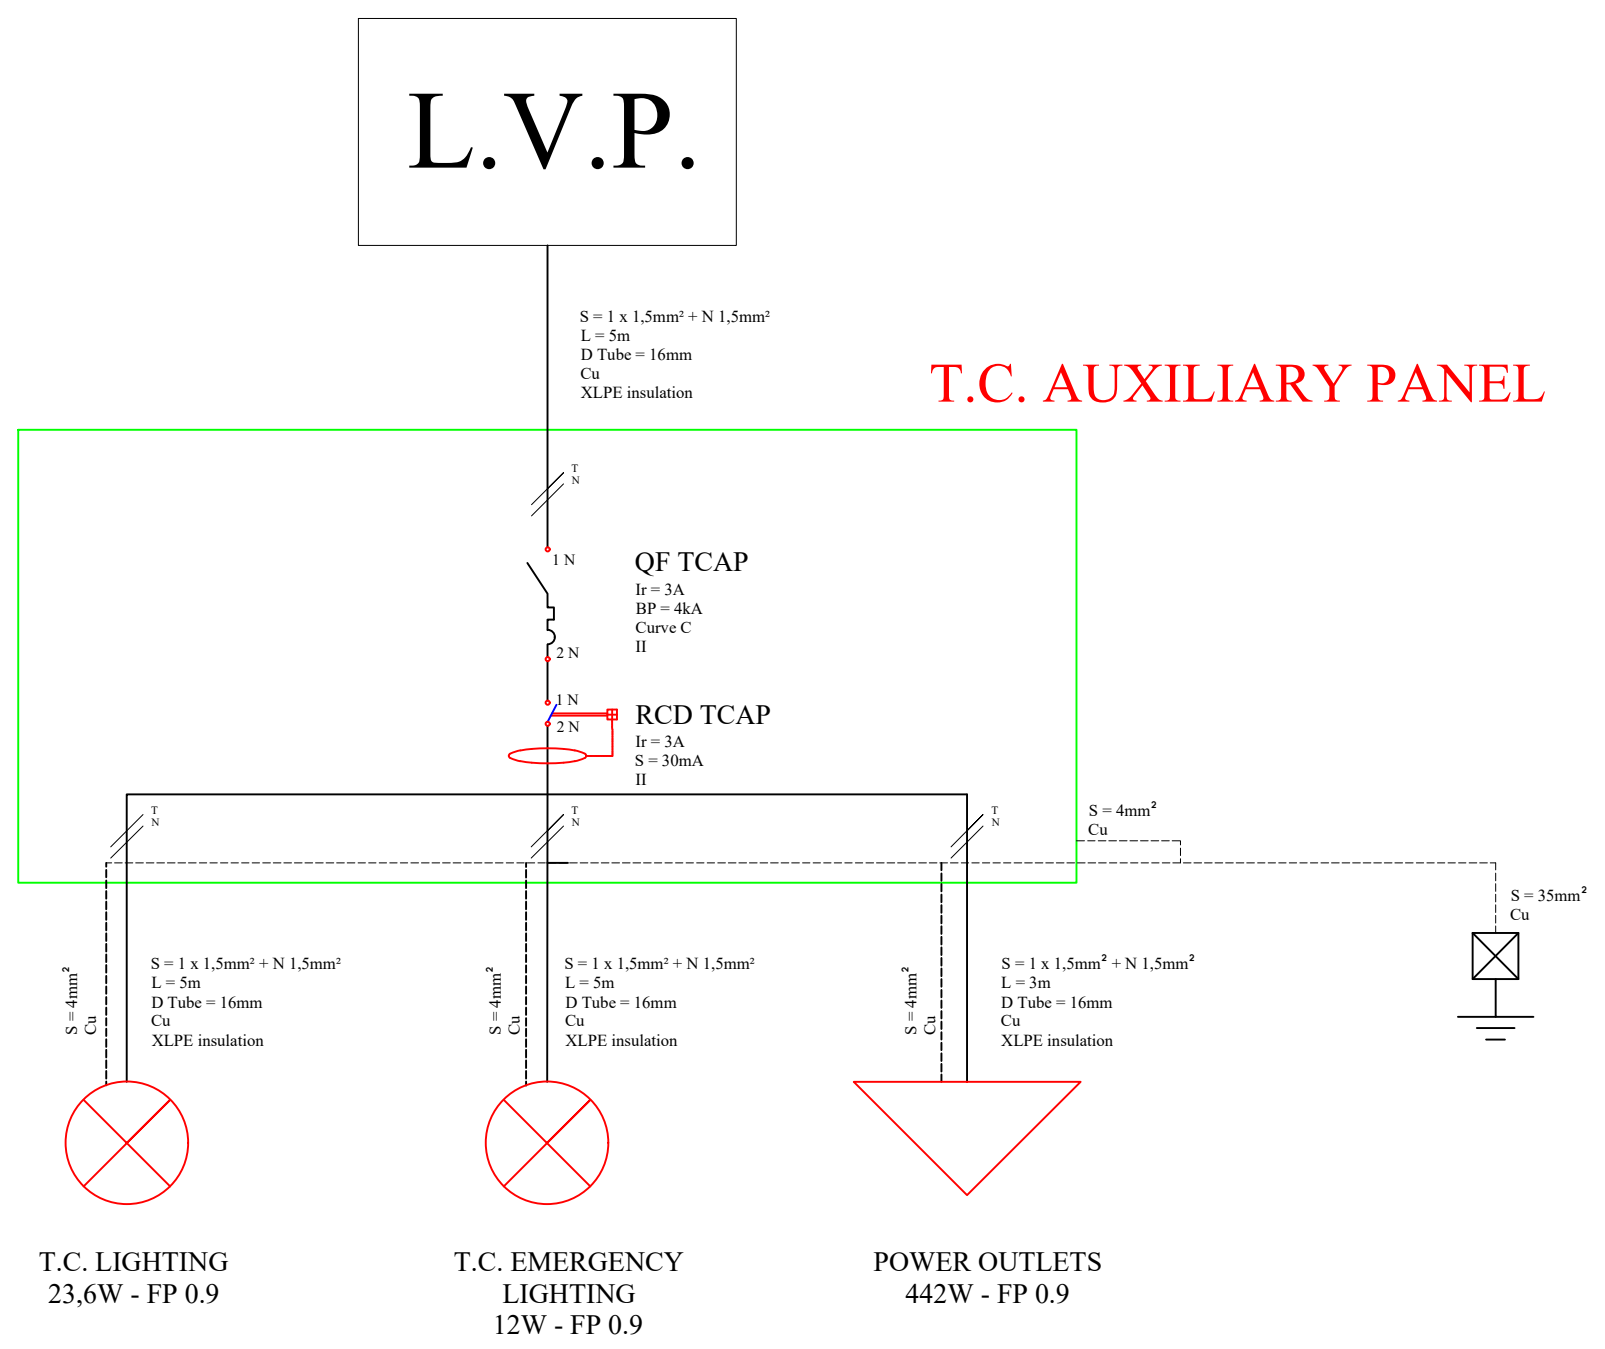 L.V.P.
S = 1 x 1,5mm² + N 1,5mm²
L = 5m
D Tube = 16mm
Cu
XLPE insulation
T.C. AUXILIARY PANEL
T
N
1 N
QF TCAP
Ir = 3A
BP = 4kA
Curve C
II
2 N
1 N
2 N
RCD TCAP
Ir = 3A
S = 30mA
II
T
N
T
N
T
N
S = 4mm²
Cu
S = 35mm²
Cu
S = 4mm²
Cu
S = 1 x 1,5mm² + N 1,5mm²
L = 5m
D Tube = 16mm
Cu
XLPE insulation
S = 4mm²
Cu
S = 1 x 1,5mm² + N 1,5mm²
L = 5m
D Tube = 16mm
Cu
XLPE insulation
S = 4mm²
Cu
S = 1 x 1,5mm² + N 1,5mm²
L = 3m
D Tube = 16mm
Cu
XLPE insulation
T.C. LIGHTING
23,6W - FP 0.9
T.C. EMERGENCY
LIGHTING
12W - FP 0.9
POWER OUTLETS
442W - FP 0.9